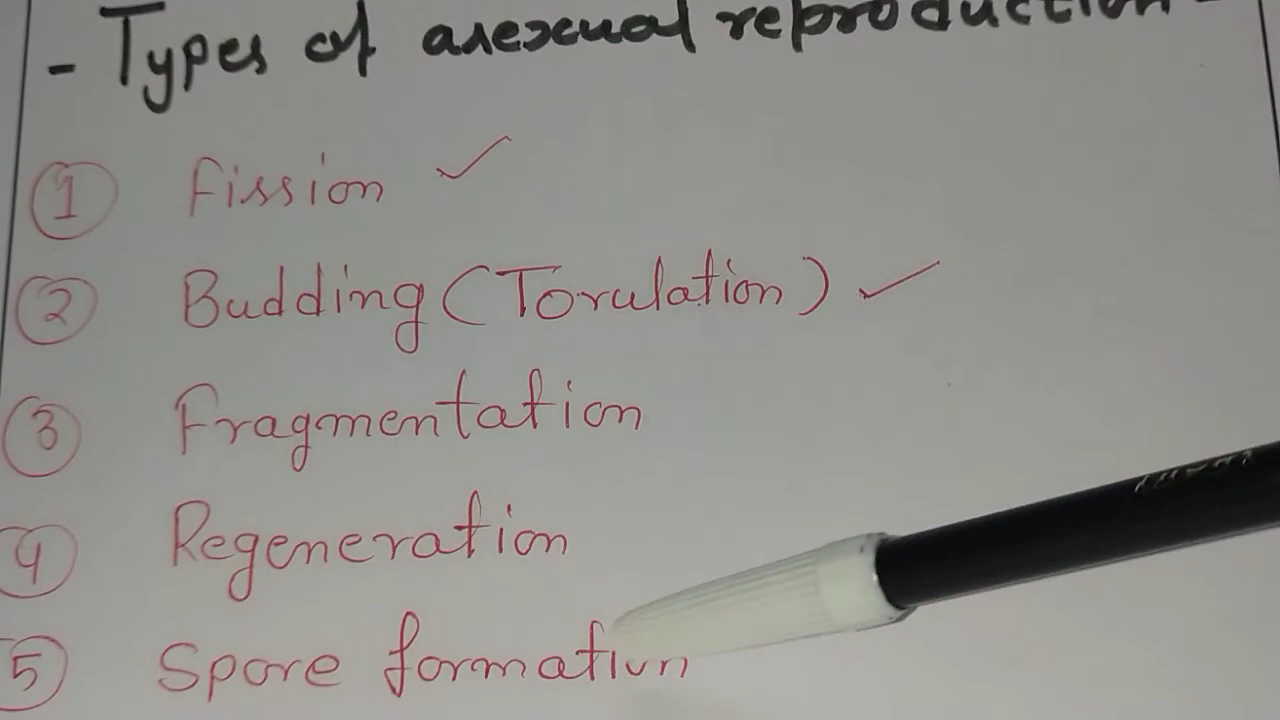 - Types of asexual reproduction -
① Fission ✓
② Budding (Torulation) ✓
③ Fragmentation
④ Regeneration
⑤ Spore formation